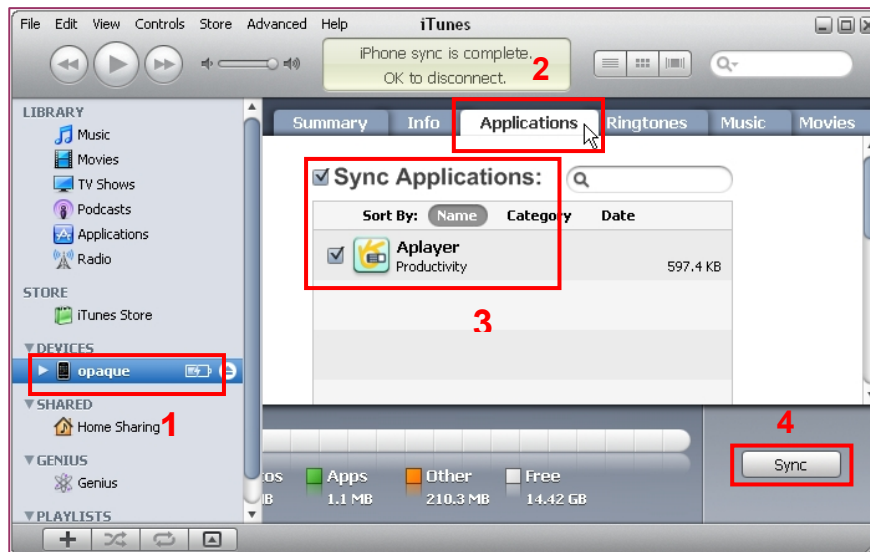 File Edit View Controls Store Advanced Help iTunes
iPhone sync is complete.
OK to disconnect.
2
LIBRARY
Music
Movies
TV Shows
Podcasts
Applications
Radio
STORE
iTunes Store
DEVICES
opaque
SHARED
Home Sharing
1
GENIUS
Genius
PLAYLISTS
Summary Info Applications Ringtones Music Movies
Sync Applications:
Sort By: Name Category Date
Aplayer
Productivity
597.4 KB
3
4
Sync
os Apps Other Free
B 1.1 MB 210.3 MB 14.42 GB